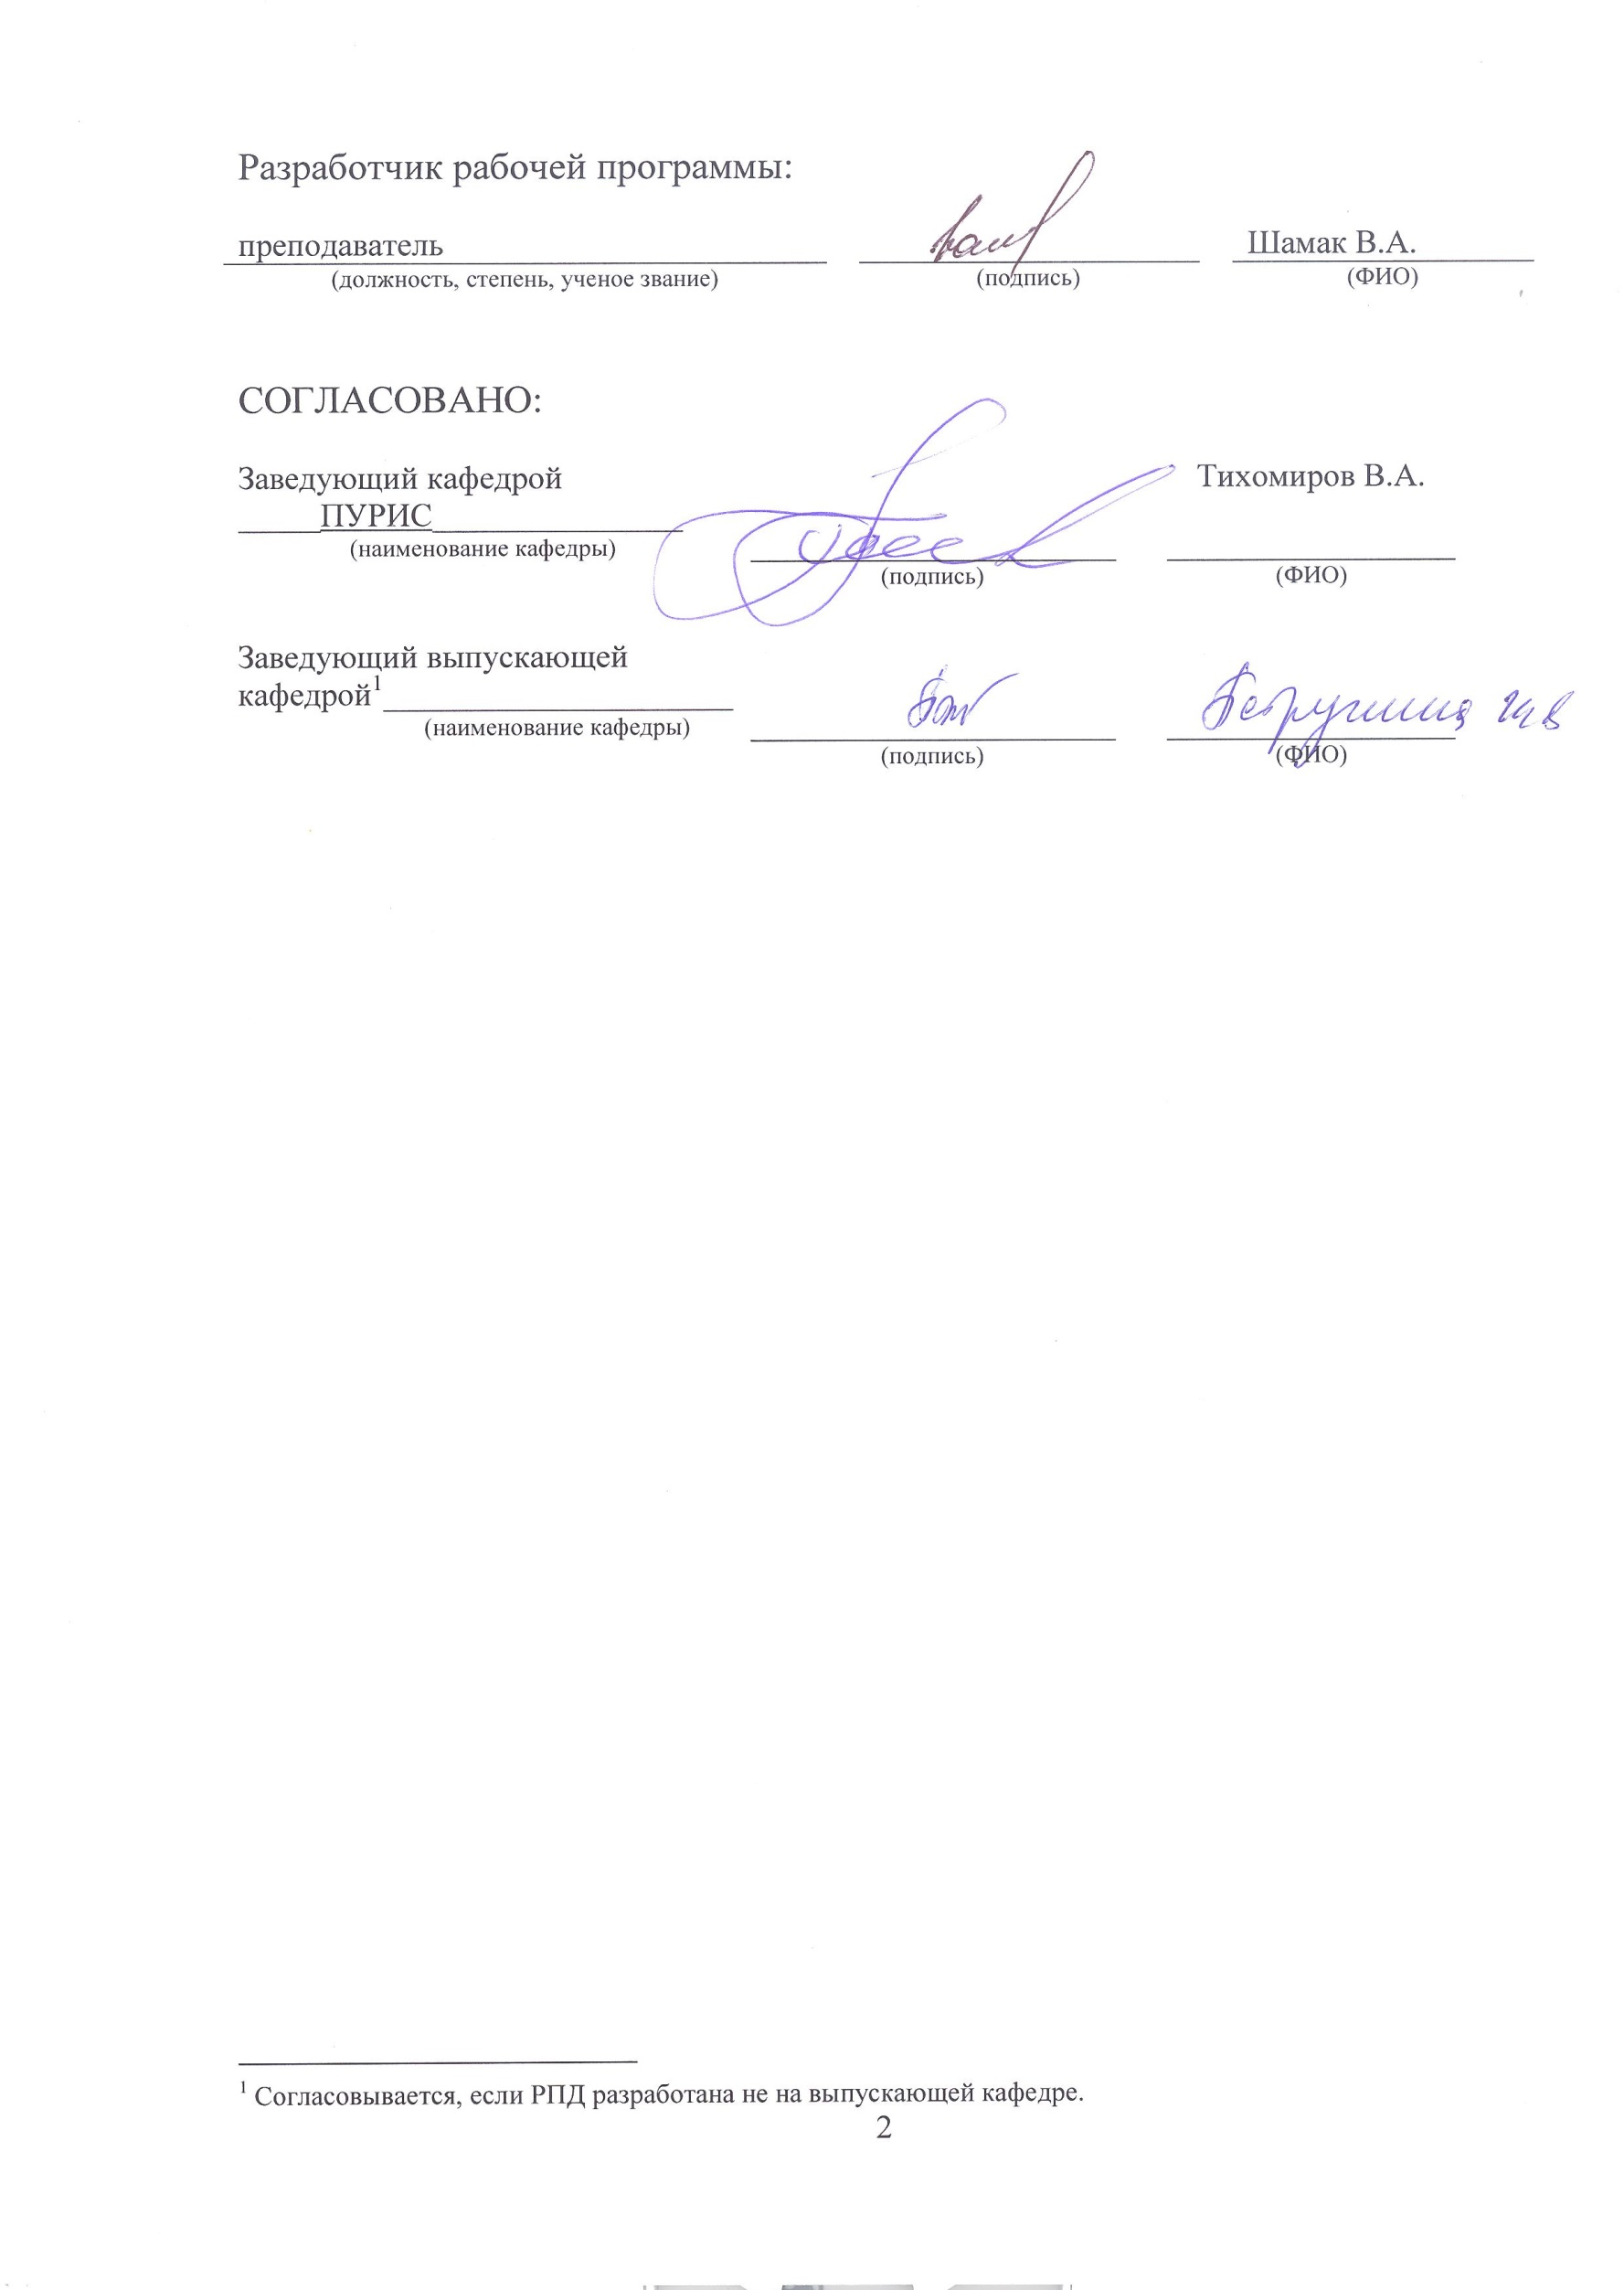 Разработчик рабочей программы:
преподаватель Шамак В.А.
(должность, степень, ученое звание) (подпись) (ФИО)
СОГЛАСОВАНО:
Заведующий кафедрой Тихомиров В.А.
ПУРИС
(наименование кафедры) (подпись) (ФИО)
Заведующий выпускающей
кафедрой¹
(наименование кафедры) (подпись) (ФИО)
¹ Согласовывается, если РПД разработана не на выпускающей кафедре.
2